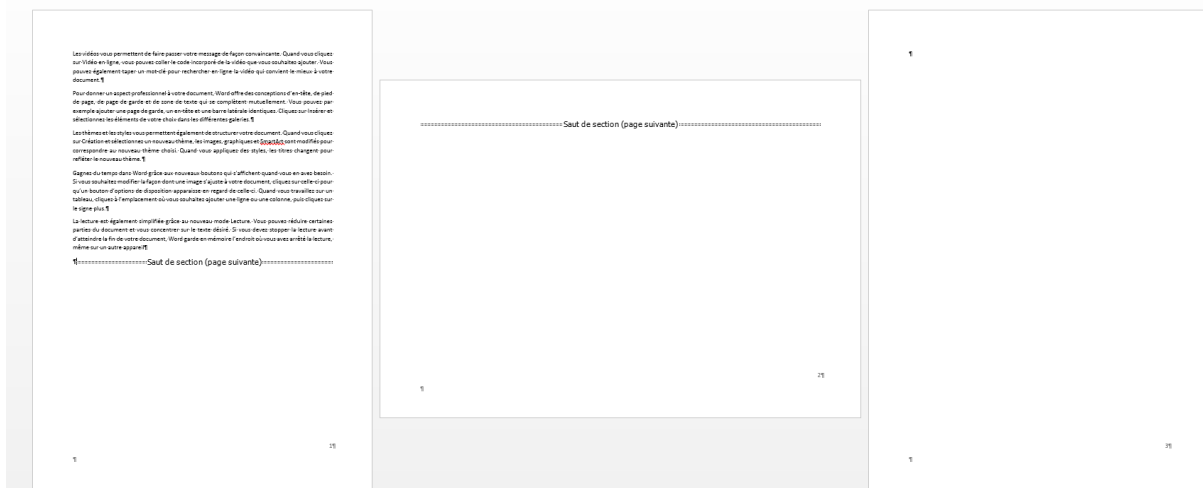 Les vidéos vous permettent de faire passer votre message de façon convaincante. Quand vous cliquez
sur Vidéo en ligne, vous pouvez coller le code incorporé de la vidéo que vous souhaitez ajouter. Vous
pouvez également taper un mot-clé pour rechercher en ligne la vidéo qui convient le mieux à votre
document.¶
Pour donner un aspect professionnel à votre document, Word offre des conceptions d'en-tête, de pied
de page, de page de garde et de zone de texte qui se complètent mutuellement. Vous pouvez par
exemple ajouter une page de garde, un en-tête et une barre latérale identiques. Cliquez sur Insérer et
sélectionnez les éléments de votre choix dans les différentes galeries.¶
Les thèmes et les styles vous permettent également de structurer votre document. Quand vous cliquez
sur Création et sélectionnez un nouveau thème, les images, graphiques et SmartArt sont modifiés pour
correspondre au nouveau thème choisi. Quand vous appliquez des styles, les titres changent pour
refléter le nouveau thème.¶
Gagnez du temps dans Word grâce aux nouveaux boutons qui s'affichent quand vous en avez besoin.
Si vous souhaitez modifier la façon dont une image s'ajuste à votre document, cliquez sur celle-ci pour
qu'un bouton d'options de disposition apparaisse en regard de celle-ci. Quand vous travaillez sur un
tableau, cliquez à l'emplacement où vous souhaitez ajouter une ligne ou une colonne, puis cliquez sur
le signe plus.¶
La lecture est également simplifiée grâce au nouveau mode Lecture. Vous pouvez réduire certaines
parties du document et vous concentrer sur le texte désiré. Si vous devez stopper la lecture avant
d'atteindre la fin de votre document, Word garde en mémoire l'endroit où vous avez arrêté la lecture,
même sur un autre appareil¶
¶Saut de section (page suivante)
1¶
¶
Saut de section (page suivante)
2¶
¶
¶
3¶
¶